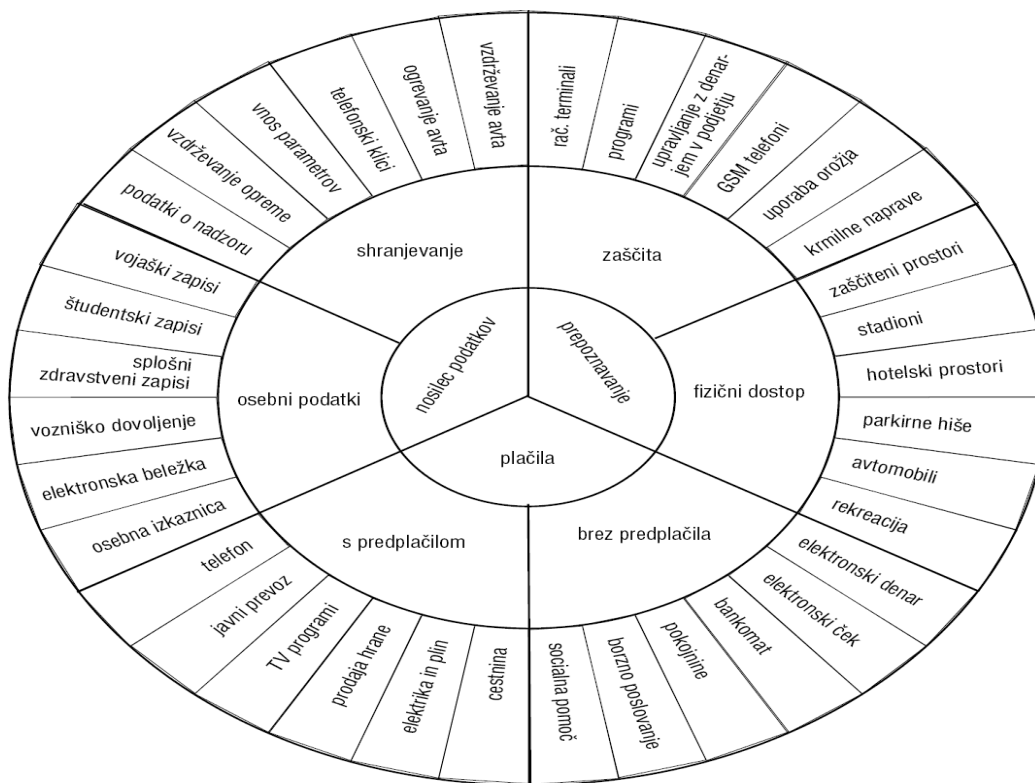 vzdrževanje avta
ogrevanje avta
telefonski klici
vnos parametrov
vzdrževanje opreme
podatki o nadzoru
rač. terminali
programi
upravljanje z denar-
jem v podjetju
GSM telefoni
uporaba orožja
krmilne naprave
vojaški zapisi
študentski zapisi
splošni
zdravstveni zapisi
vozniško dovoljenje
elektronska beležka
osebna izkaznica
shranjevanje
zaščita
osebni podatki
nosilec podatkov
prepoznavanje
plačila
fizični dostop
s predplačilom
brez predplačila
zaščiteni prostori
stadioni
hotelski prostori
parkirne hiše
avtomobili
rekreacija
telefon
javni prevoz
TV programi
prodaja hrane
elektrika in plin
cestnina
socialna pomoč
borzno poslovanje
pokojnine
bankomat
elektronski ček
elektronski denar